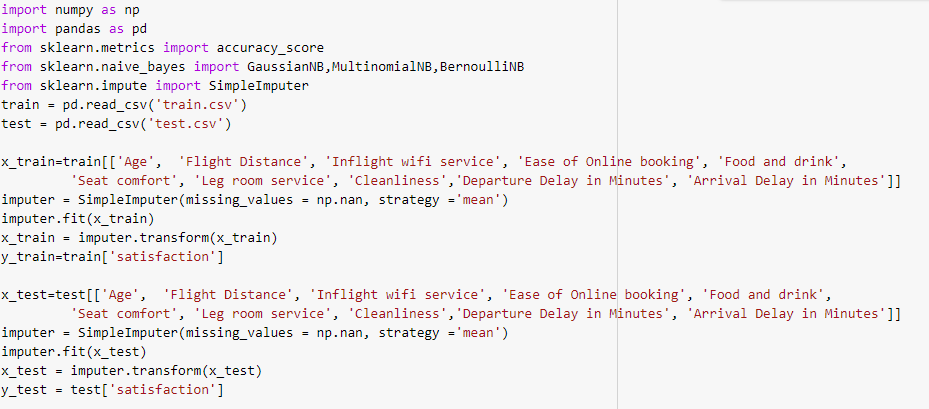 import numpy as np
import pandas as pd
from sklearn.metrics import accuracy_score
from sklearn.naive_bayes import GaussianNB,MultinomialNB,BernoulliNB
from sklearn.impute import SimpleImputer
train = pd.read_csv('train.csv')
test = pd.read_csv('test.csv')

x_train=train[['Age',  'Flight Distance', 'Inflight wifi service', 'Ease of Online booking', 'Food and drink',
         'Seat comfort', 'Leg room service', 'Cleanliness','Departure Delay in Minutes', 'Arrival Delay in Minutes']]
imputer = SimpleImputer(missing_values = np.nan, strategy ='mean')
imputer.fit(x_train)
x_train = imputer.transform(x_train)
y_train=train['satisfaction']

x_test=test[['Age',  'Flight Distance', 'Inflight wifi service', 'Ease of Online booking', 'Food and drink',
         'Seat comfort', 'Leg room service', 'Cleanliness','Departure Delay in Minutes', 'Arrival Delay in Minutes']]
imputer = SimpleImputer(missing_values = np.nan, strategy ='mean')
imputer.fit(x_test)
x_test = imputer.transform(x_test)
y_test = test['satisfaction']